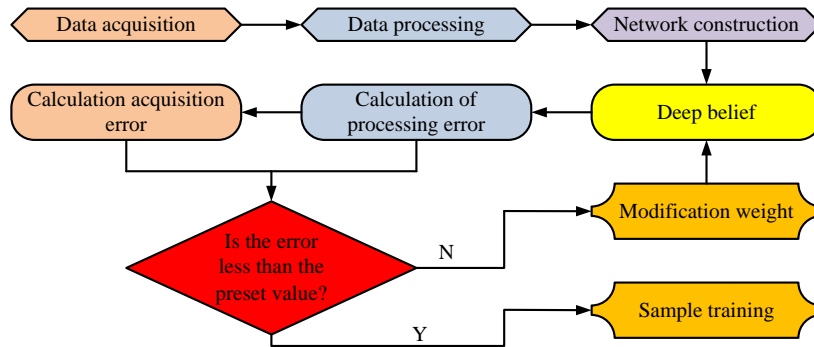 Data acquisition
Data processing
Network construction
Calculation acquisition
error
Calculation of
processing error
Deep belief
Is the error
less than the
preset value?
N
Modification weight
Y
Sample training